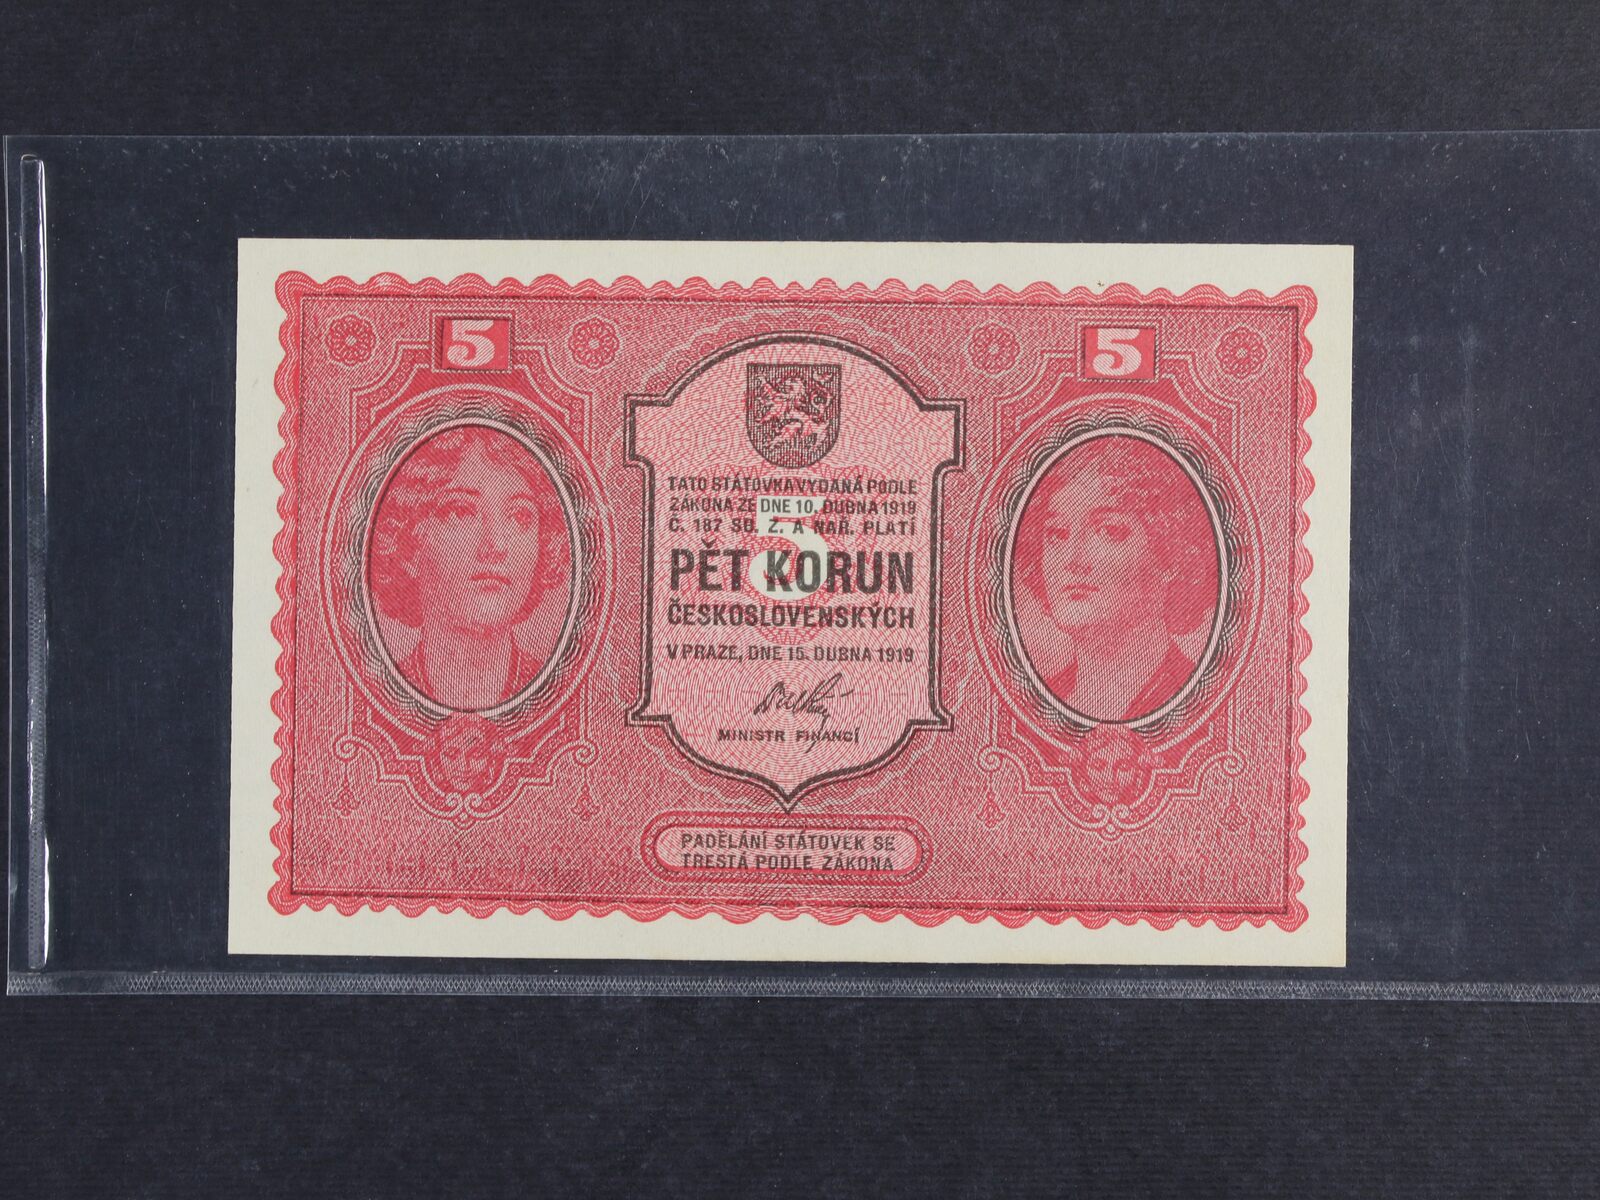 5
5
TATO STÁTOVKA VYDANÁ PODLE
ZÁKONA ZE DNE 10. DUBNA 1919
Č. 187 SB. Z. A NAŘ. PLATÍ
5
PĚT KORUN
ČESKOSLOVENSKÝCH
V PRAZE, DNE 15. DUBNA 1919
MINISTR FINANCÍ
PADĚLÁNÍ STÁTOVEK SE
TRESTÁ PODLE ZÁKONA